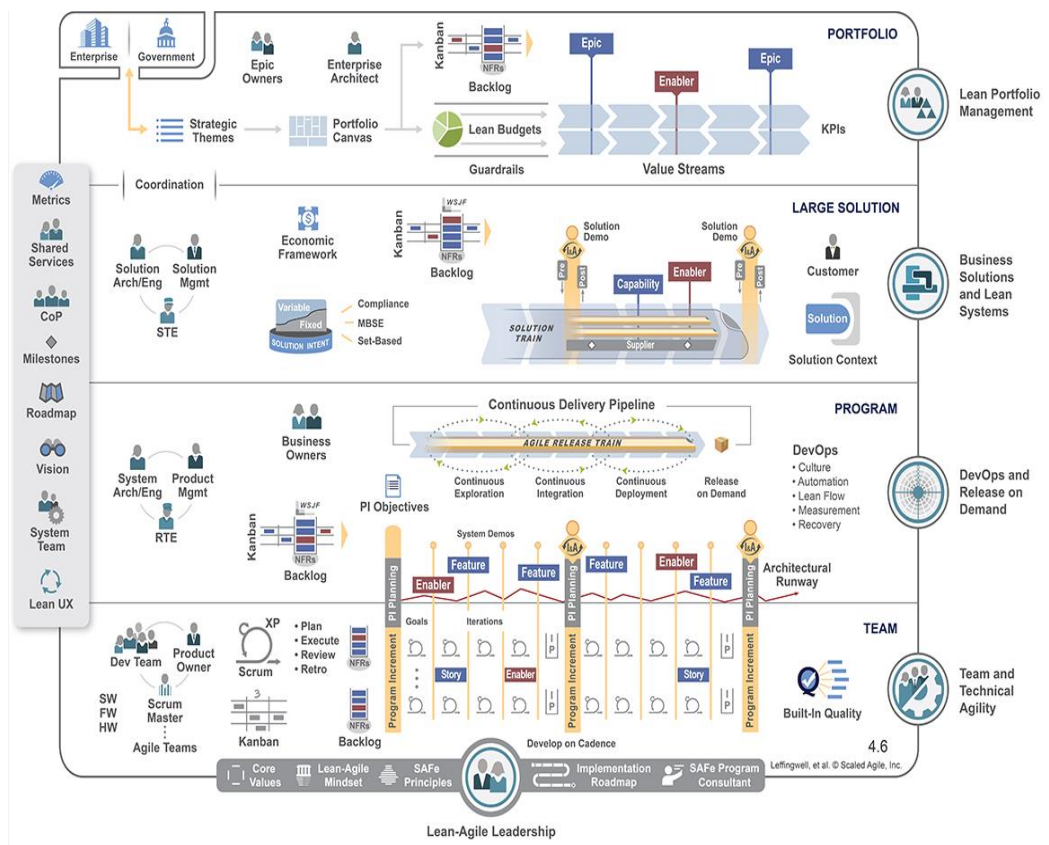 PORTFOLIO
Enterprise
Government
Epic
Owners
Enterprise
Architect
Kanban
NFRs
Backlog
Epic
Enabler
Epic
Strategic
Themes
Portfolio
Canvas
Lean Budgets
Guardrails
Value Streams
KPIs
Lean Portfolio
Management
Metrics
Shared
Services
CoP
Milestones
Roadmap
Vision
System
Team
Lean UX
Coordination
LARGE SOLUTION
Solution
Arch/Eng
Solution
Mgmt
STE
Economic
Framework
Variable
Fixed
SOLUTION INTENT
Compliance
MBSE
Set-Based
Kanban
WSJF
NFRs
Backlog
Solution
Demo
I&A
Pre
Post
Capability
Enabler
Solution
Demo
I&A
Pre
Post
SOLUTION
TRAIN
Supplier
Customer
Solution
Solution Context
Business
Solutions
and Lean
Systems
PROGRAM
Business
Owners
System
Arch/Eng
Product
Mgmt
RTE
Kanban
WSJF
NFRs
Backlog
Continuous Delivery Pipeline
AGILE RELEASE TRAIN
Continuous
Exploration
Continuous
Integration
Continuous
Deployment
Release
on Demand
DevOps
• Culture
• Automation
• Lean Flow
• Measurement
• Recovery
DevOps and
Release on
Demand
PI Objectives
System Demos
I&A
I&A
PI Planning
Enabler
Feature
Feature
PI Planning
Feature
Enabler
Feature
PI Planning
Architectural
Runway
TEAM
Dev Team
Product
Owner
Scrum
Master
SW
FW
HW
Agile Teams
XP
Scrum
• Plan
• Execute
• Review
• Retro
3
Kanban
NFRs
NFRs
Backlog
Goals
Iterations
Program Increment
Story
Enabler
I
P
I
P
Program Increment
Story
I
P
I
P
Program Increment
Develop on Cadence
Built-In Quality
Team and
Technical
Agility
4.6
Leffingwell, et al. © Scaled Agile, Inc.
Core
Values
Lean-Agile
Mindset
SAFe
Principles
Implementation
Roadmap
SAFe Program
Consultant
Lean-Agile Leadership